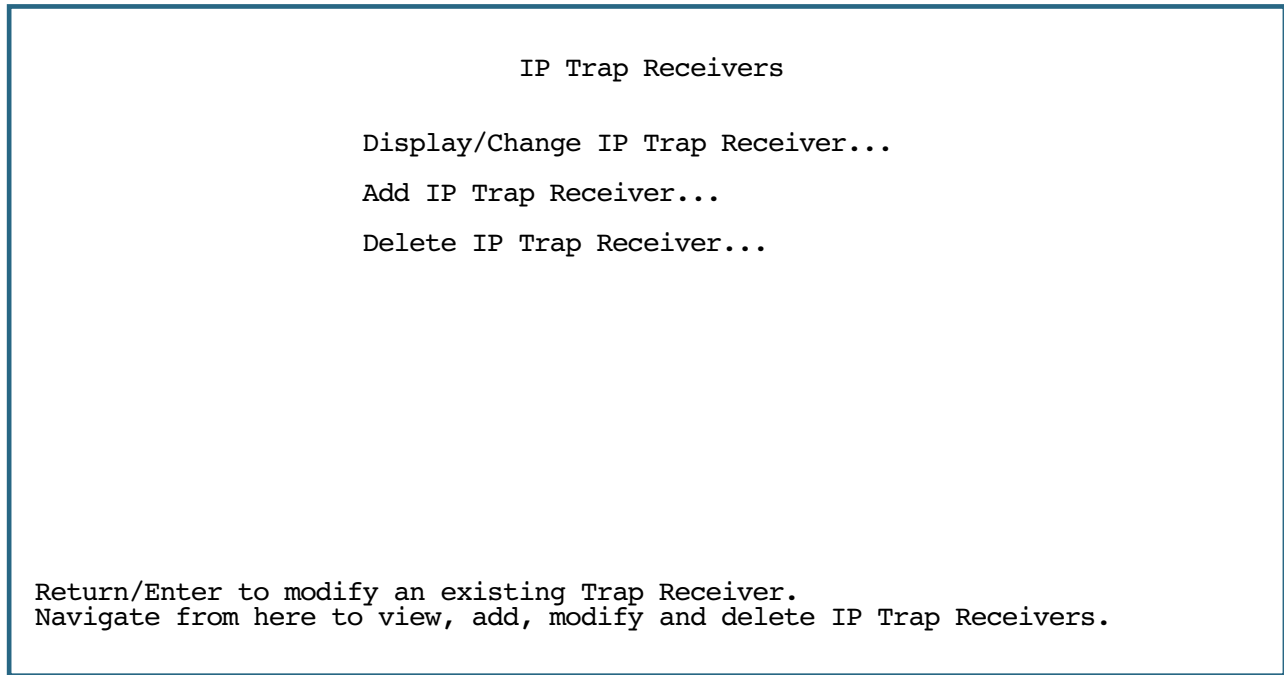 IP Trap Receivers
Display/Change IP Trap Receiver...
Add IP Trap Receiver...
Delete IP Trap Receiver...
Return/Enter to modify an existing Trap Receiver.
Navigate from here to view, add, modify and delete IP Trap Receivers.